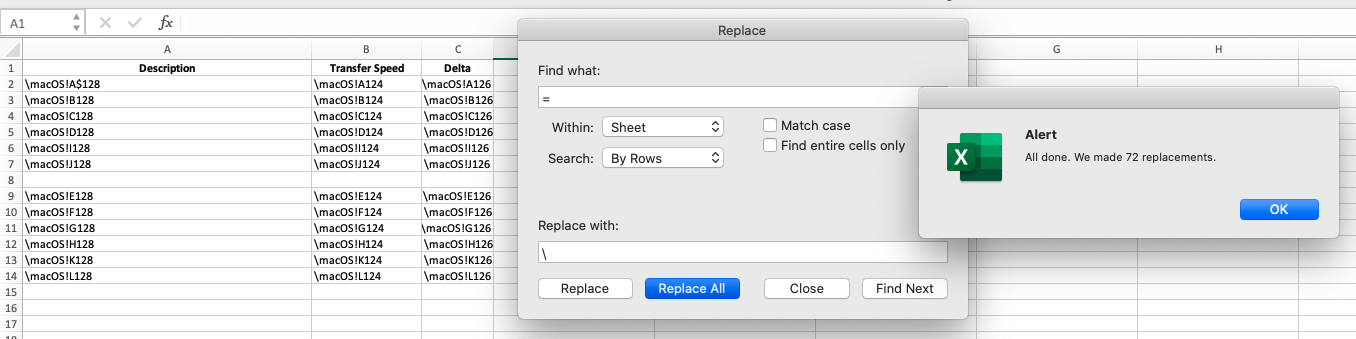 A1 fx
A B C G H
1 Description Transfer Speed Delta
2 \macOS!A$128 \macOS!A124 \macOS!A126
3 \macOS!B128 \macOS!B124 \macOS!B126
4 \macOS!C128 \macOS!C124 \macOS!C126
5 \macOS!D128 \macOS!D124 \macOS!D126
6 \macOS!I128 \macOS!I124 \macOS!I126
7 \macOS!J128 \macOS!J124 \macOS!J126
8
9 \macOS!E128 \macOS!E124 \macOS!E126
10 \macOS!F128 \macOS!F124 \macOS!F126
11 \macOS!G128 \macOS!G124 \macOS!G126
12 \macOS!H128 \macOS!H124 \macOS!H126
13 \macOS!K128 \macOS!K124 \macOS!K126
14 \macOS!L128 \macOS!L124 \macOS!L126
15
16
17
Replace
Find what:
=
Within: Sheet
Match case
Find entire cells only
Search: By Rows
Replace with:
\
Replace Replace All Close Find Next
X
Alert
All done. We made 72 replacements.
OK